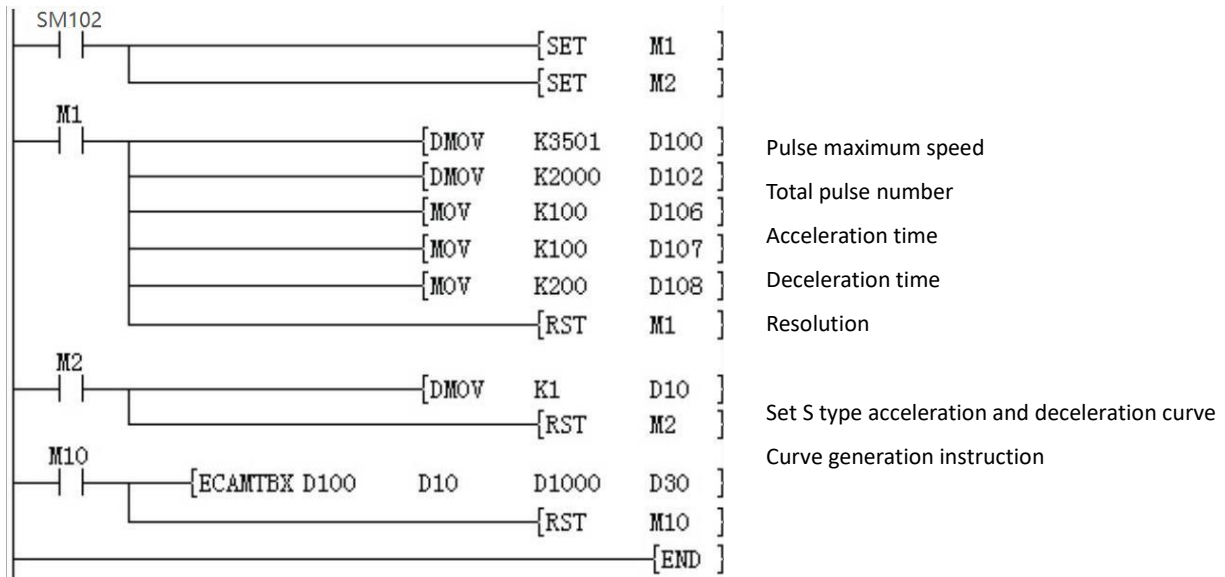 SM102
[SET M1 ]
[SET M2 ]
M1
[DMOV K3501 D100 ]
Pulse maximum speed
[DMOV K2000 D102 ]
Total pulse number
[MOV K100 D106 ]
Acceleration time
[MOV K100 D107 ]
Deceleration time
[MOV K200 D108 ]
Resolution
[RST M1 ]
M2
[DMOV K1 D10 ]
Set S type acceleration and deceleration curve
[RST M2 ]
Curve generation instruction
M10
[ECAMTBX D100 D10 D1000 D30 ]
[RST M10 ]
[END ]